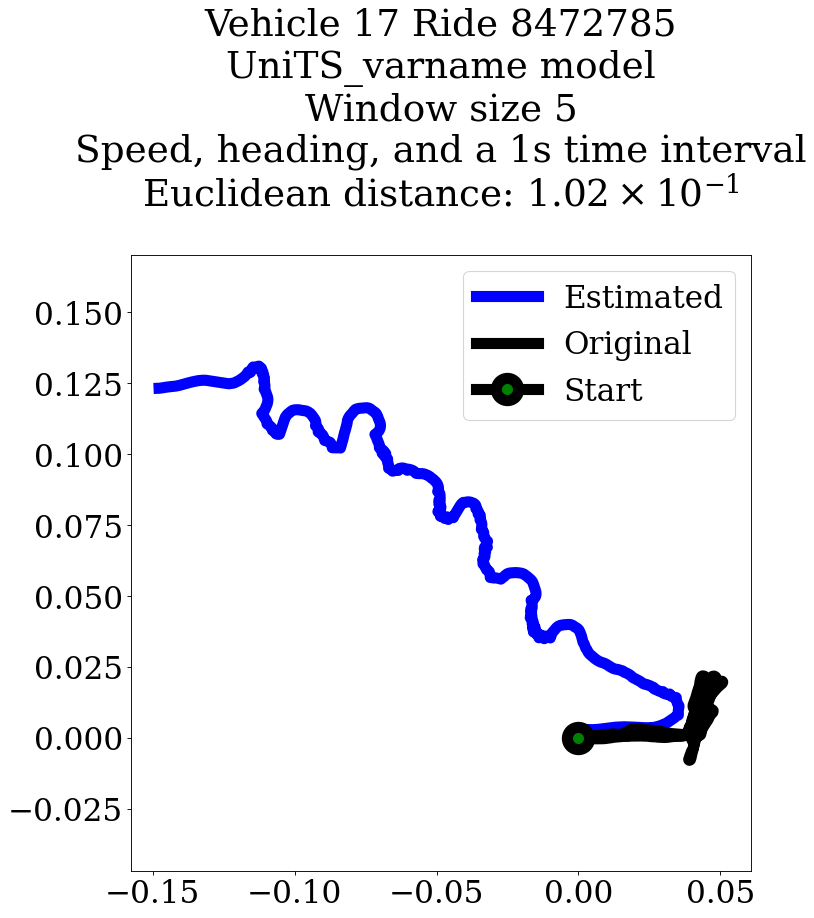 Vehicle 17 Ride 8472785
UniTS_varname model
Window size 5
Speed, heading, and a 1s time interval
Euclidean distance: 1.02 × 10⁻¹
Estimated
Original
Start
0.150
0.125
0.100
0.075
0.050
0.025
0.000
−0.025
−0.15
−0.10
−0.05
0.00
0.05